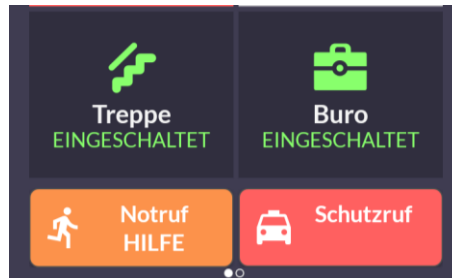 Treppe
EINGESCHALTET
Buro
EINGESCHALTET
Notruf
HILFE
Schutzruf